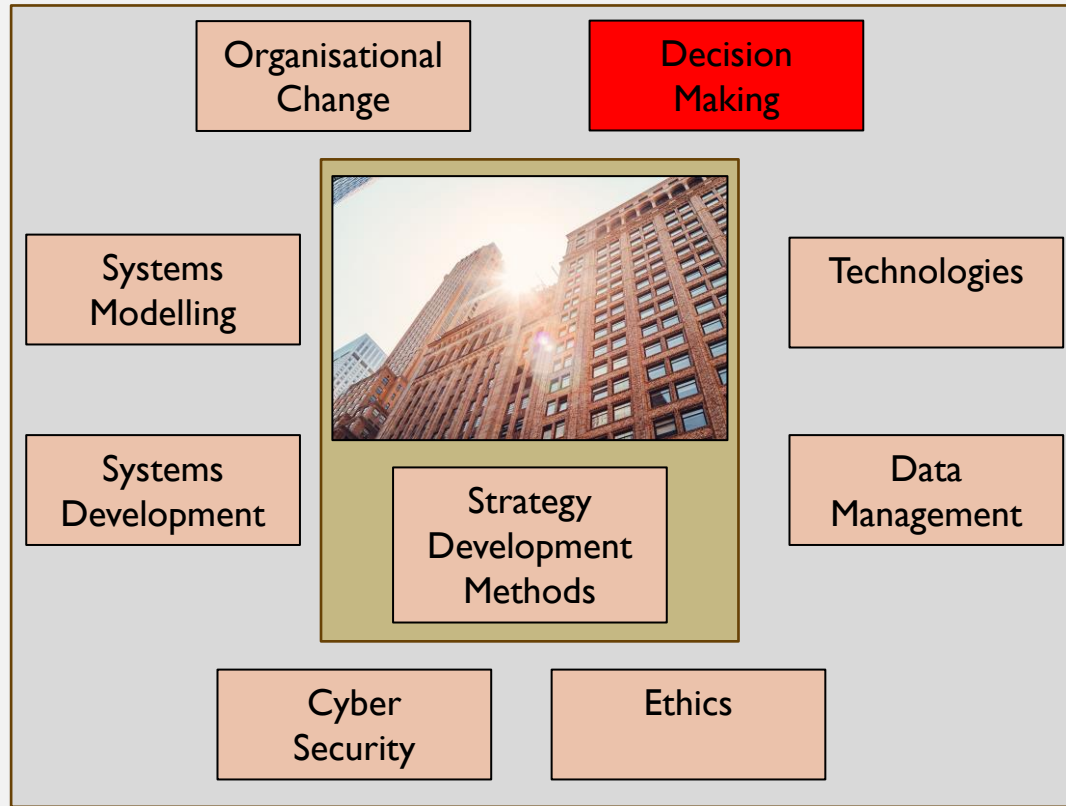 Organisational
Change
Decision
Making
Systems
Modelling
Technologies
Systems
Development
Strategy
Development
Methods
Data
Management
Cyber
Security
Ethics